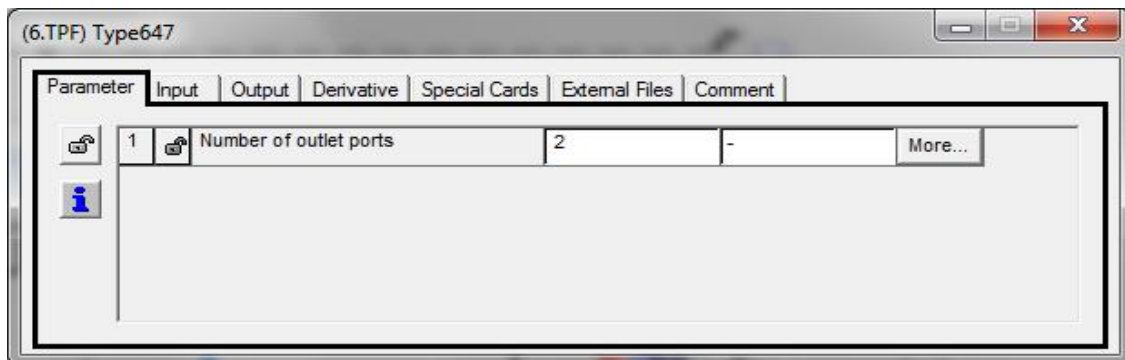 (6.TPF) Type647
Parameter Input Output Derivative Special Cards External Files Comment
1 Number of outlet ports 2 - More...
i